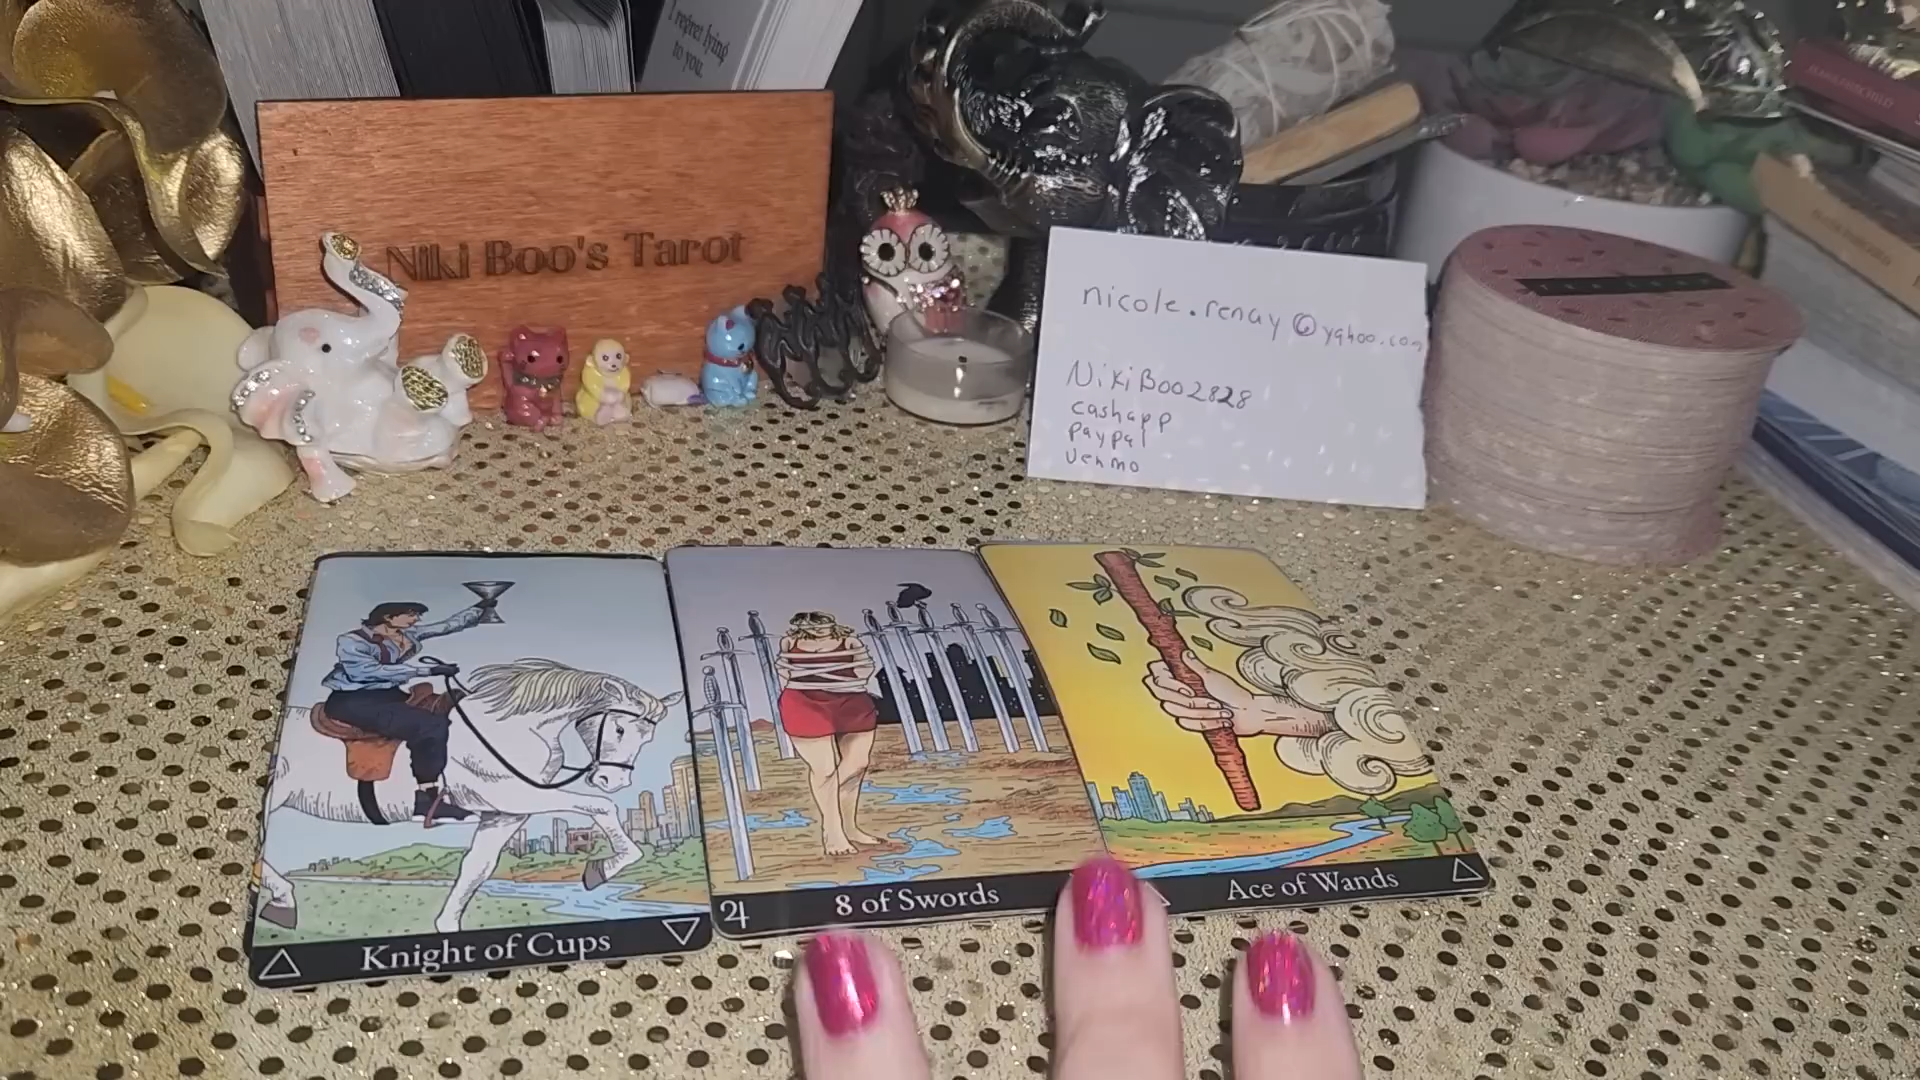 I regret lying
to you.
Niki Boo's Tarot
nicole.renay@yahoo.com
NikiBoo2828
cashapp
paypal
venmo
Knight of Cups
8 of Swords
Ace of Wands